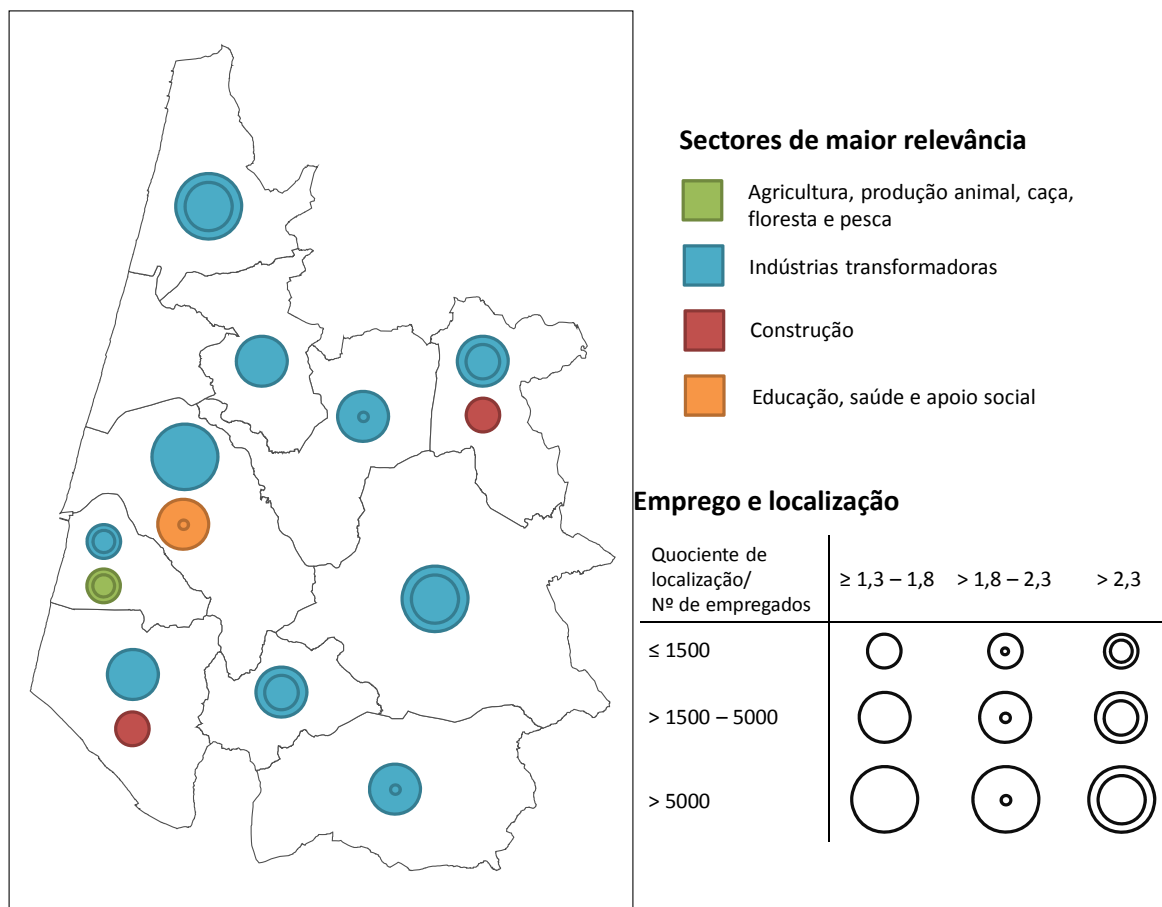 Sectores de maior relevância
Agricultura, produção animal, caça,
floresta e pesca
Indústrias transformadoras
Construção
Educação, saúde e apoio social
Emprego e localização
Quociente de
localização/
Nº de empregados
≥ 1,3 – 1,8
> 1,8 – 2,3
> 2,3
≤ 1500
> 1500 – 5000
> 5000